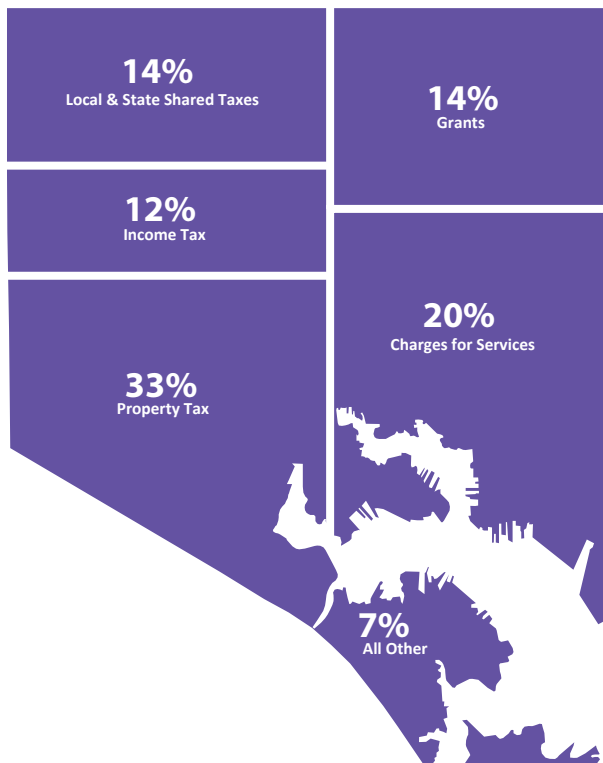 14%
Local & State Shared Taxes
14%
Grants
12%
Income Tax
20%
Charges for Services
33%
Property Tax
7%
All Other